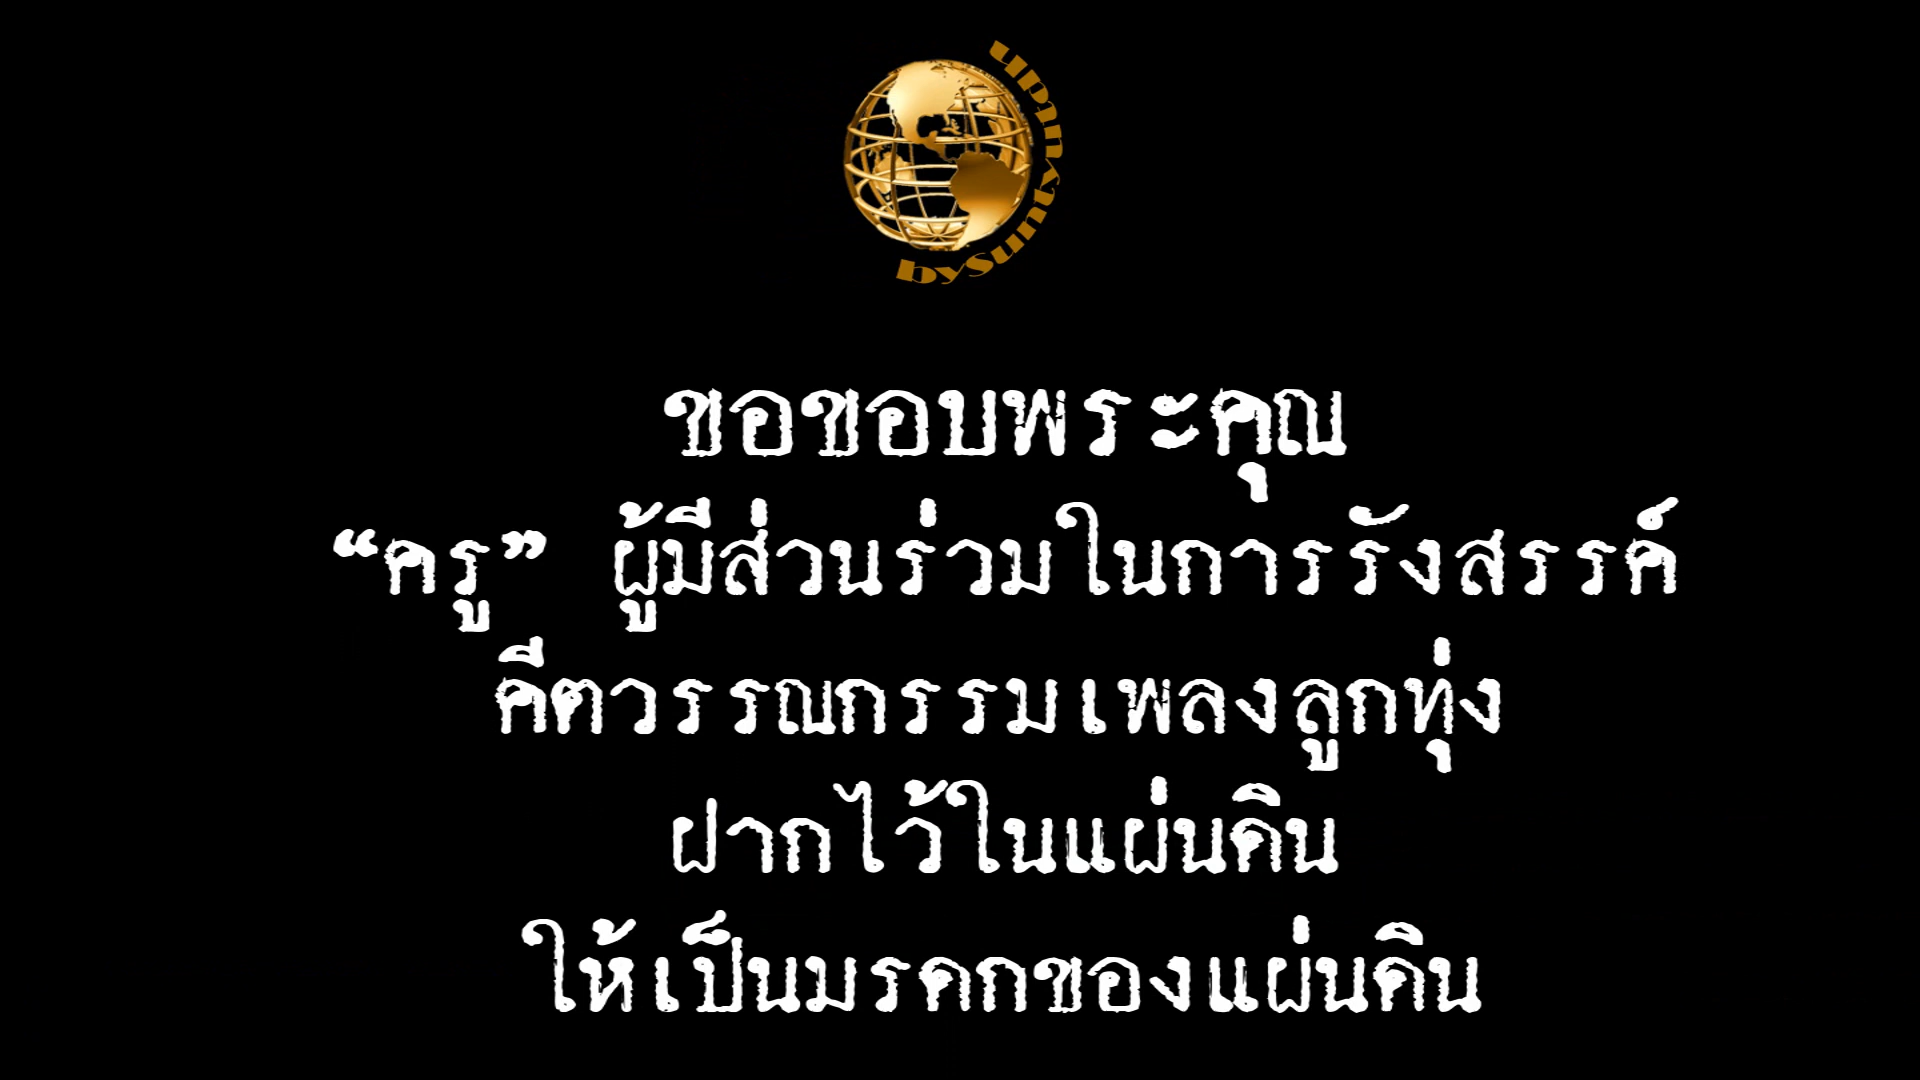 ขอขอบพระคุณ
“ครู” ผู้มีส่วนร่วมในการรังสรรค์
คีตวรรณกรรมเพลงลูกทุ่ง
ฝากไว้ในแผ่นดิน
ให้เป็นมรดกของแผ่นดิน